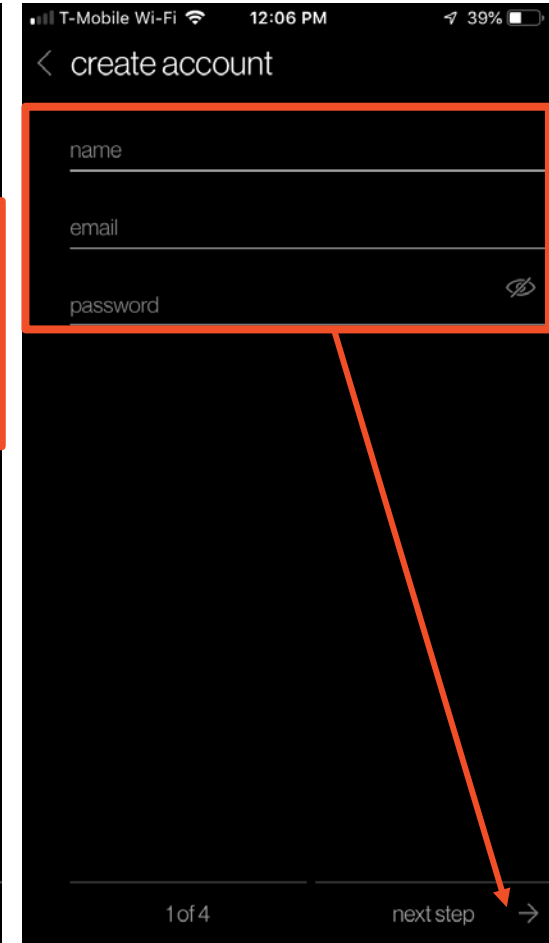 T-Mobile Wi-Fi 12:06 PM 39%
create account
name
email
password
1 of 4 next step